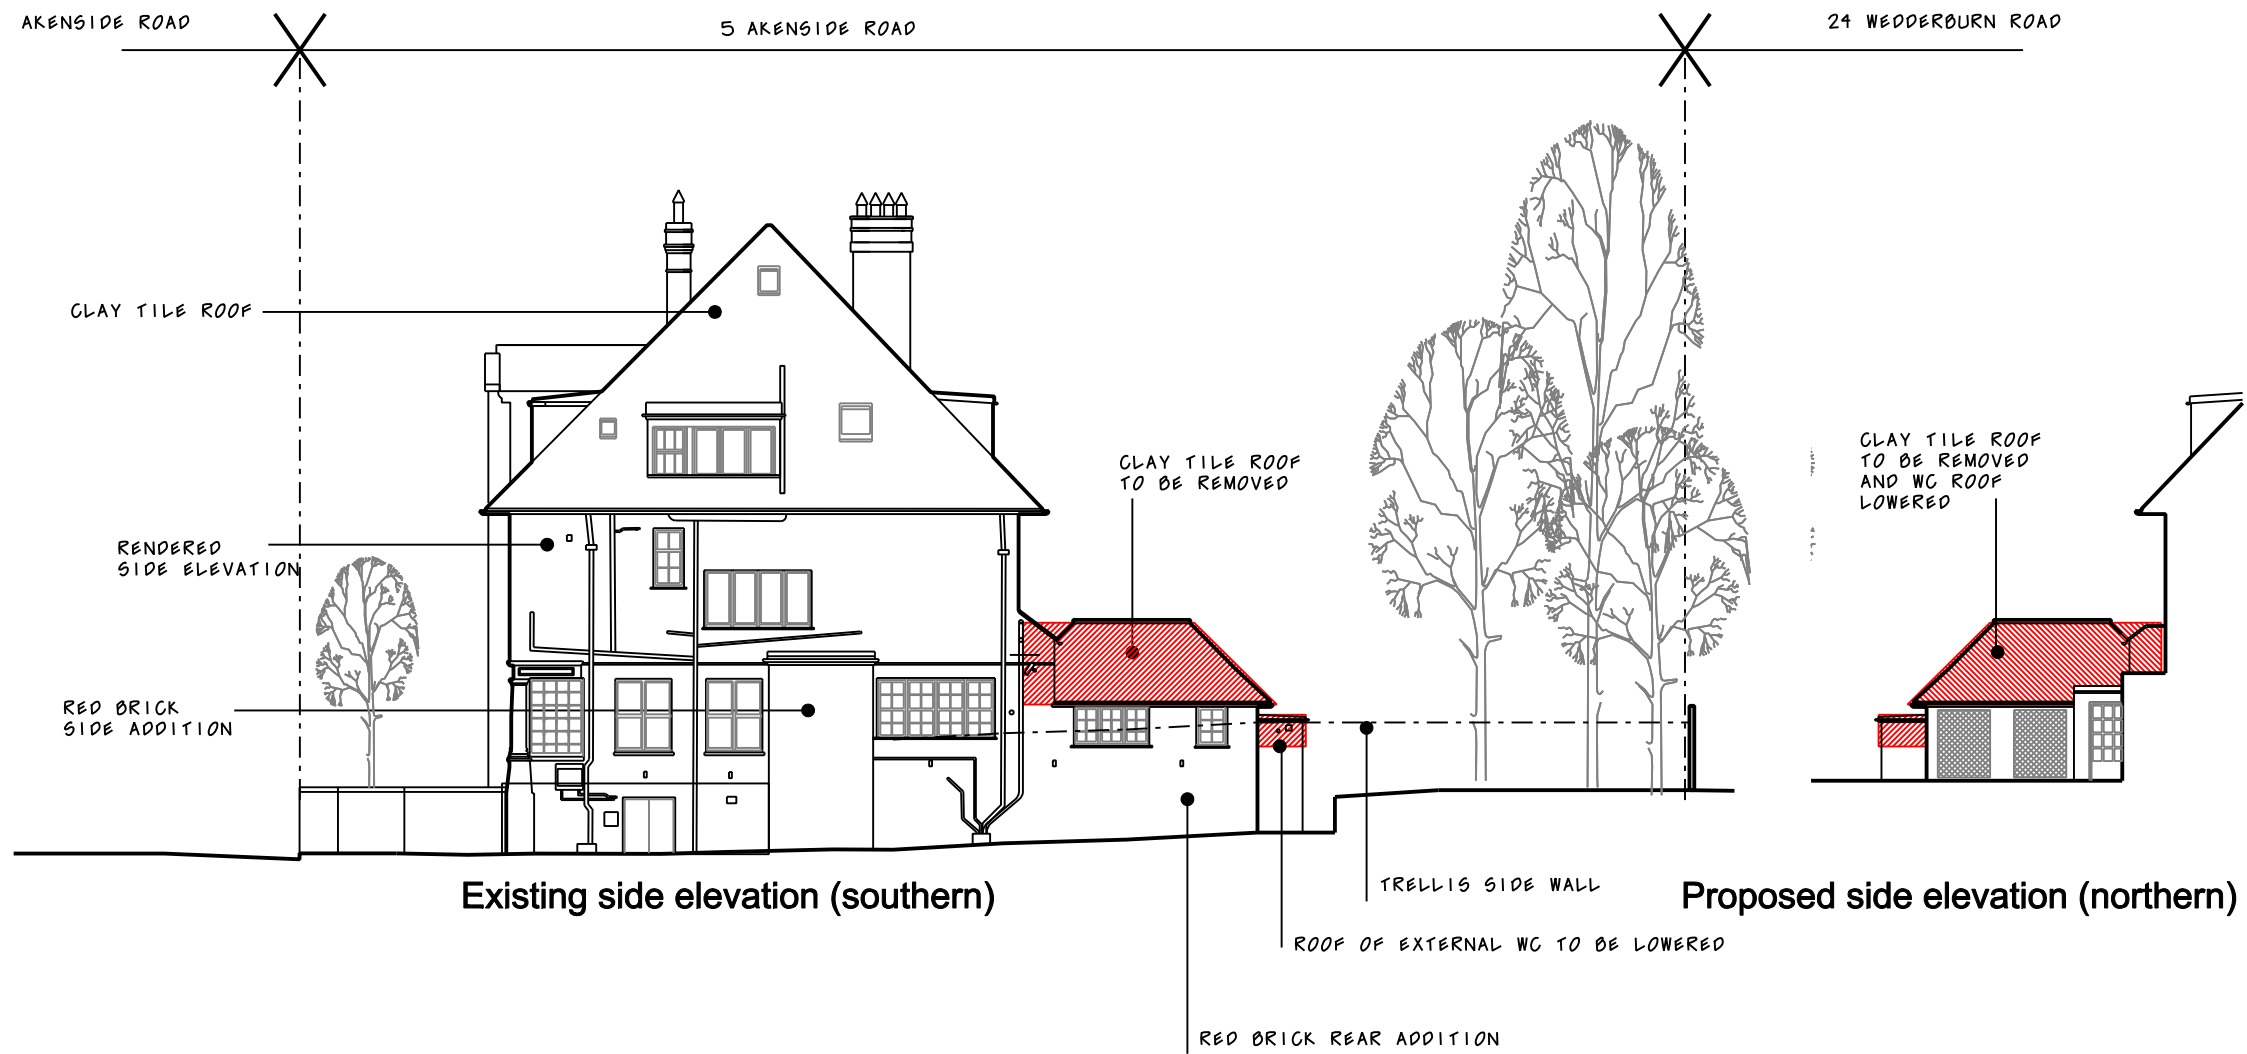 AKENSIDE ROAD
5 AKENSIDE ROAD
24 WEDDERBURN ROAD
CLAY TILE ROOF
CLAY TILE ROOF
TO BE REMOVED
CLAY TILE ROOF
TO BE REMOVED
AND WC ROOF
LOWERED
RENDERED
SIDE ELEVATION
RED BRICK
SIDE ADDITION
TRELLIS SIDE WALL
Existing side elevation (southern)
Proposed side elevation (northern)
ROOF OF EXTERNAL WC TO BE LOWERED
RED BRICK REAR ADDITION